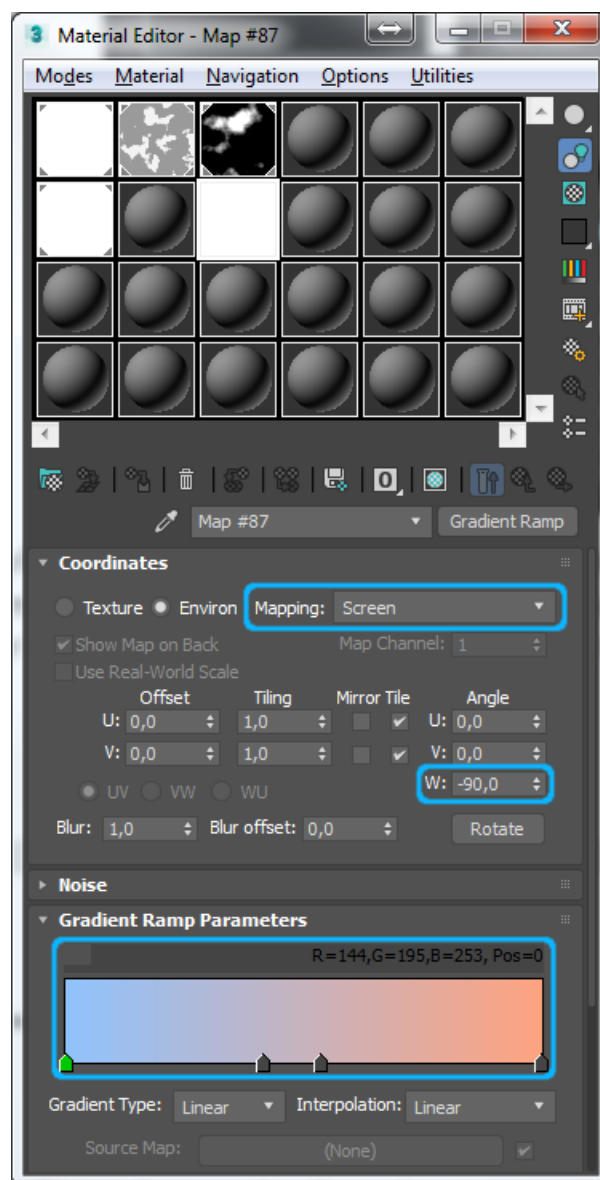 3 Material Editor - Map #87
Modes Material Navigation Options Utilities
0
Map #87 Gradient Ramp
Coordinates
Texture Environ Mapping: Screen
Show Map on Back Map Channel: 1
Use Real-World Scale
Offset Tiling Mirror Tile Angle
U: 0,0 1,0 U: 0,0
V: 0,0 1,0 V: 0,0
UV VW WU W: -90,0
Blur: 1,0 Blur offset: 0,0 Rotate
Noise
Gradient Ramp Parameters
R=144,G=195,B=253, Pos=0
Gradient Type: Linear Interpolation: Linear
Source Map: (None)